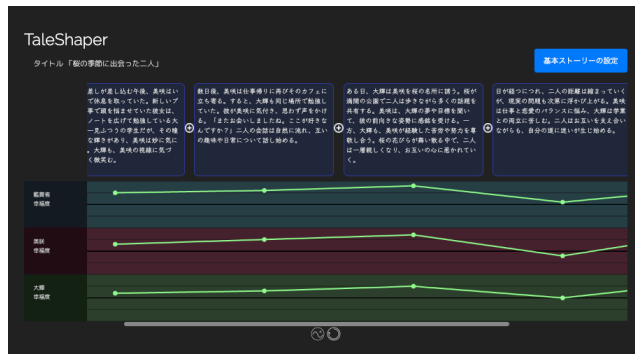 TaleShaper
タイトル「桜の季節に出会った二人」
基本ストーリーの設定
差しが差し込む午後、美咲はい
で休息を取っていた。新しいプ
事で頭を悩ませていた彼女は、
ノートを広げて勉強している大
一見ふつうの学生だが、その瞳
な輝きがあり、美咲は妙に気に
。大輝も、美咲の視線に気づ
く微笑む。
数日後、美咲は仕事帰りに再びそのカフェに
立ち寄る。すると、大輝も同じ場所で勉強し
ていた。彼が美咲に気付き、思わず声をかけ
る。「またお会いしましたね。ここが好きな
んですか？」二人の会話は自然に流れ、互い
の趣味や日常について話し始める。
ある日、大輝は美咲を桜の名所に誘う。桜が
満開の公園で二人は歩きながら多くの話題を
共有する。美咲は、大輝の夢や目標を聞い
て、彼の前向きな姿勢に感銘を受ける。一
方、大輝も、美咲が経験した苦労や努力を尊
敬し合う。桜の花びらが舞い散る中で、二人
は一層親しくなり、お互いの心に惹かれてい
く。
日が経つにつれ、二人の距離は縮まっていく
が、現実の問題も次第に浮かび上がる。美咲
は仕事と恋愛のバランスに悩み、大輝は学業
との両立に苦しむ。二人はお互いを支え合い
ながらも、自分の道に迷いが生じ始める。
鑑賞者
幸福度
美咲
幸福度
大輝
幸福度